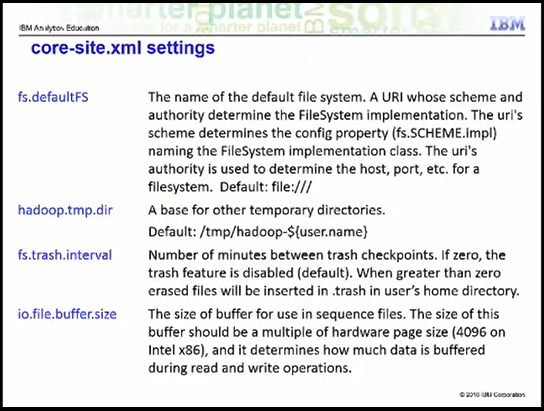 smarter planet
IBM Analytics Education
IBM
core-site.xml settings
fs.defaultFS
The name of the default file system. A URI whose scheme and
authority determine the FileSystem implementation. The uri's
scheme determines the config property (fs.SCHEME.impl)
naming the FileSystem implementation class. The uri's
authority is used to determine the host, port, etc. for a
filesystem. Default: file:///
hadoop.tmp.dir
A base for other temporary directories.
Default: /tmp/hadoop-${user.name}
fs.trash.interval
Number of minutes between trash checkpoints. If zero, the
trash feature is disabled (default). When greater than zero
erased files will be inserted in .trash in user's home directory.
io.file.buffer.size
The size of buffer for use in sequence files. The size of this
buffer should be a multiple of hardware page size (4096 on
Intel x86), and it determines how much data is buffered
during read and write operations.
© 2016 IBM Corporation